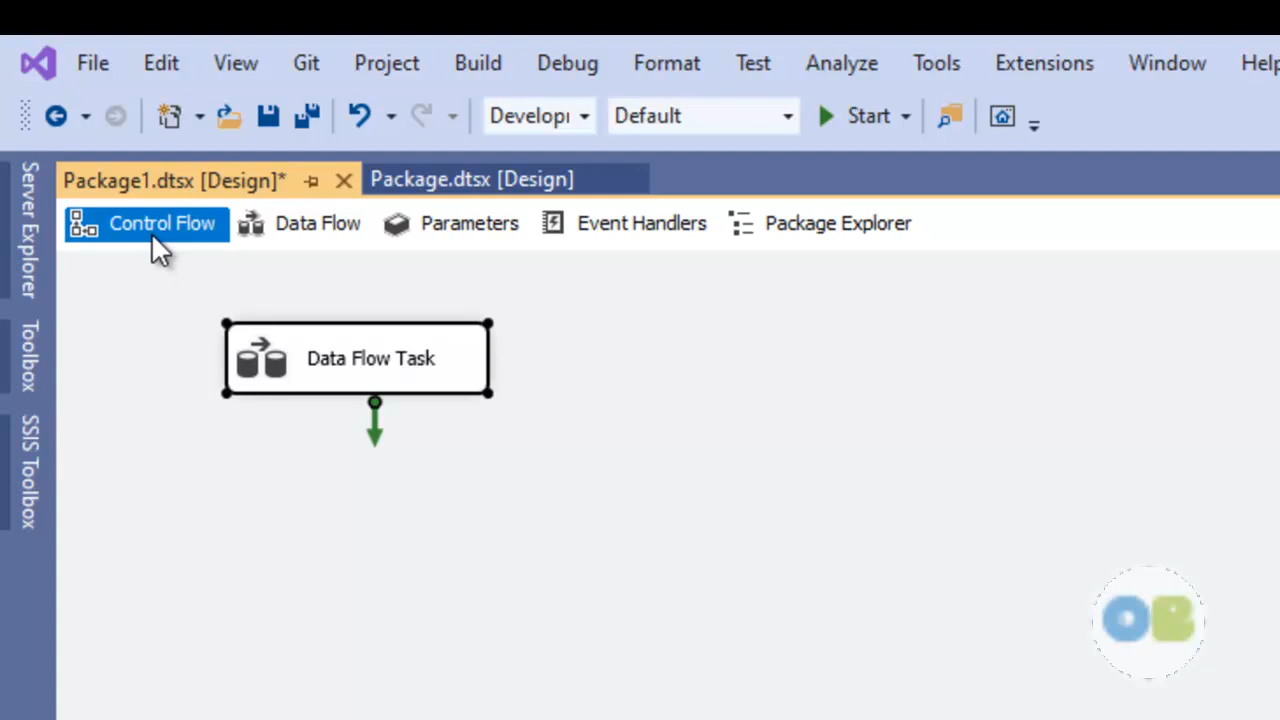 File Edit View Git Project Build Debug Format Test Analyze Tools Extensions Window Help
Developi Default Start
Package1.dtsx [Design]* Package.dtsx [Design]
Control Flow Data Flow Parameters Event Handlers Package Explorer
Server Explorer
Toolbox
SSIS Toolbox
Data Flow Task
OB